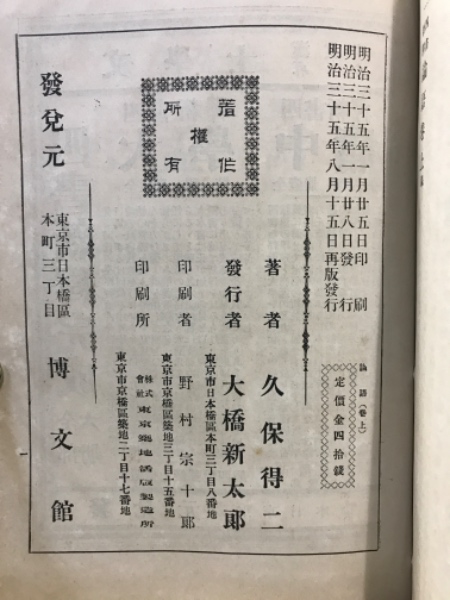 明治三十五年一月廿五日印刷
明治三十五年一月廿八日發行
明治三十五年八月十五日再版發行
論語(卷上)
定價金四拾錢
著作
權
所有
著者 久保得二
發行者 大橋新太郎
東京市日本橋區本町三丁目八番地
印刷者 野村宗十郎
東京市京橋區築地三丁目十五番地
印刷所 株式會社東京築地活版製造所
東京市京橋區築地二丁目十七番地
發兌元 東京市日本橋區本町三丁目 博文館